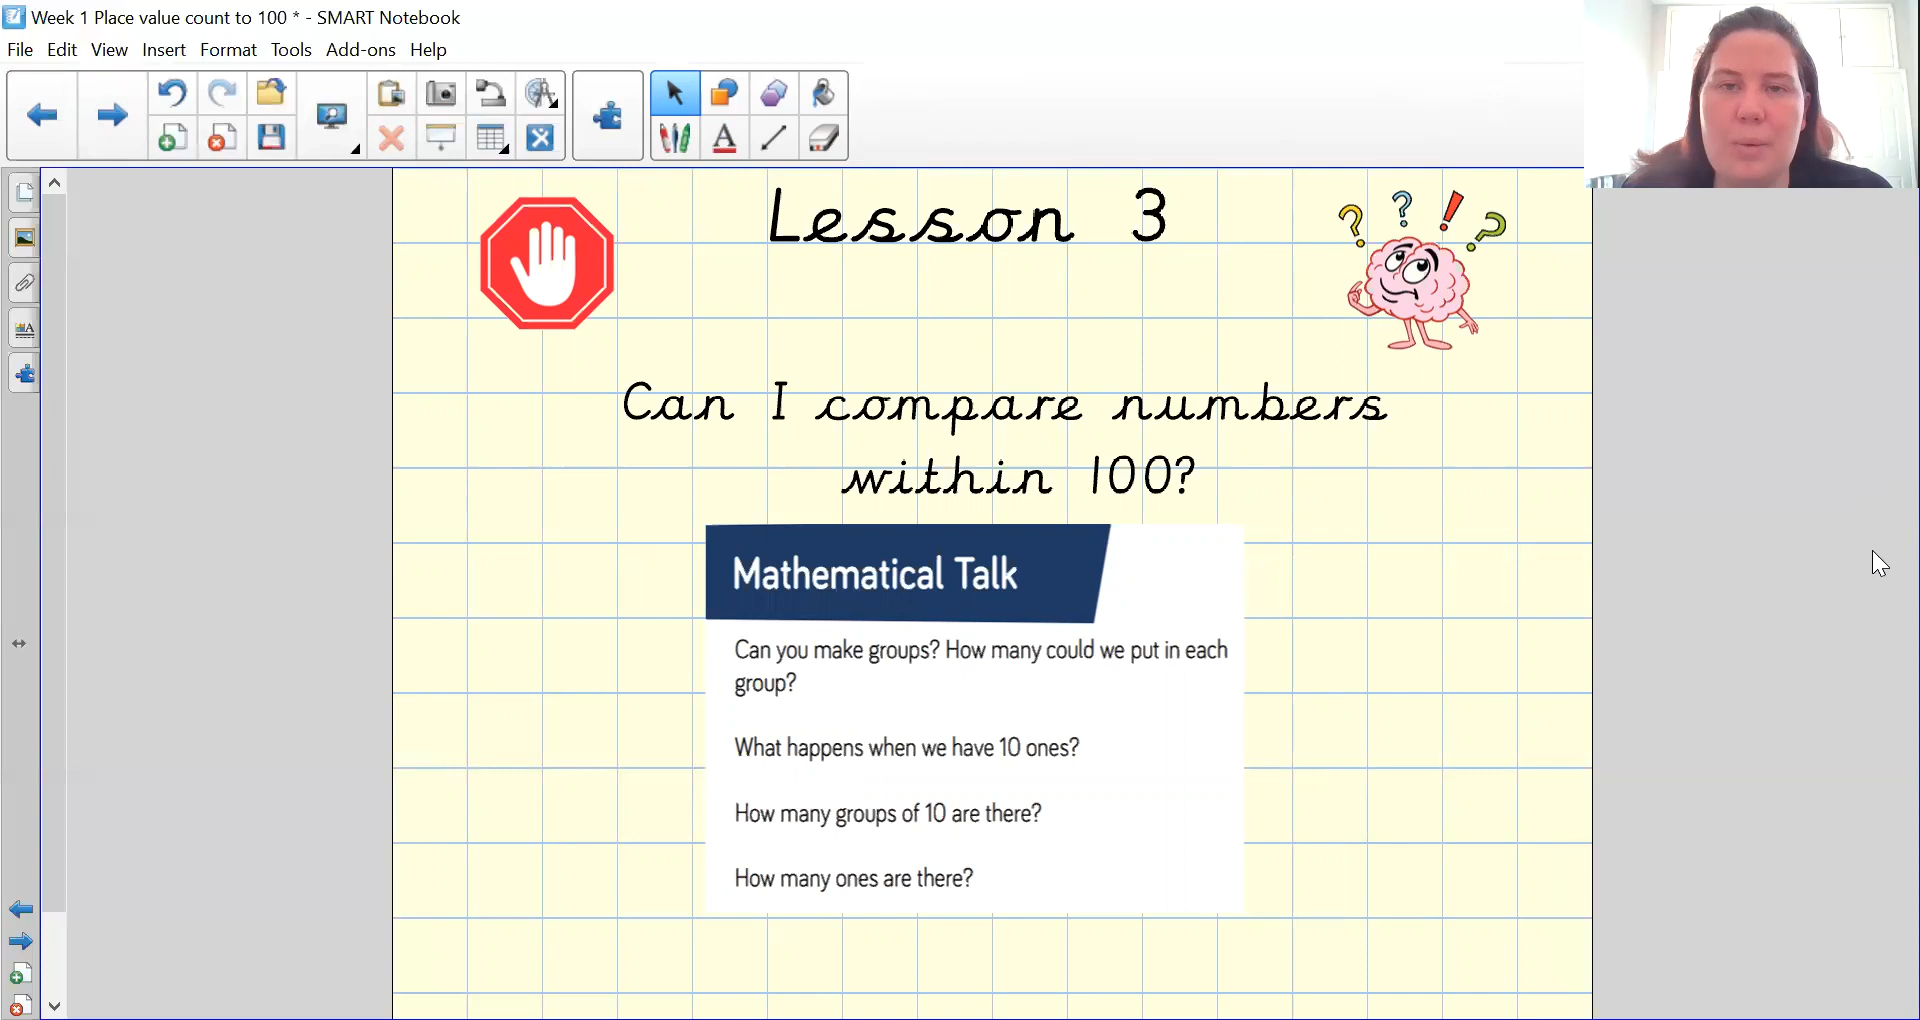 Week 1 Place value count to 100 * - SMART Notebook
File Edit View Insert Format Tools Add-ons Help
Lesson 3
Can I compare numbers
within 100?
Mathematical Talk
Can you make groups? How many could we put in each
group?
What happens when we have 10 ones?
How many groups of 10 are there?
How many ones are there?